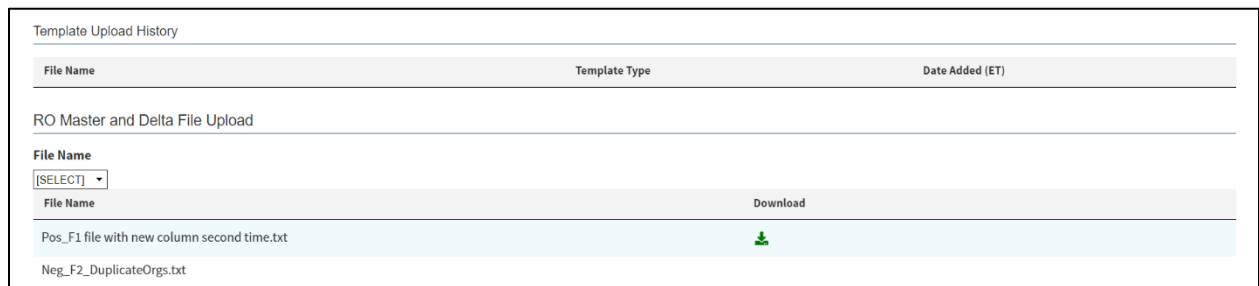 Template Upload History
File Name Template Type Date Added (ET)
RO Master and Delta File Upload
File Name
[SELECT]
File Name Download
Pos_F1 file with new column second time.txt
Neg_F2_DuplicateOrgs.txt